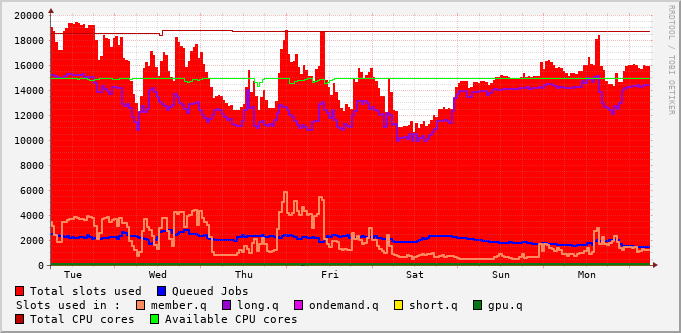 20000
18000
16000
14000
12000
10000
8000
6000
4000
2000
0
Tue Wed Thu Fri Sat Sun Mon
Total slots used Queued Jobs
Slots used in : member.q long.q ondemand.q short.q gpu.q
Total CPU cores Available CPU cores
RRDTOOL / TOBI OETIKER